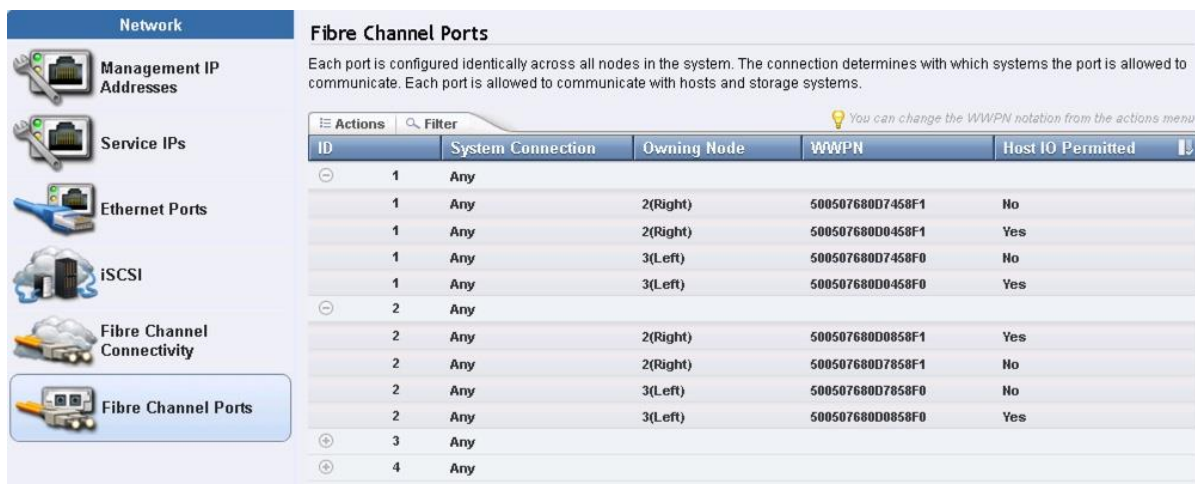 Network
Management IP
Addresses
Service IPs
Ethernet Ports
iSCSI
Fibre Channel
Connectivity
Fibre Channel Ports
Fibre Channel Ports
Each port is configured identically across all nodes in the system. The connection determines with which systems the port is allowed to
communicate. Each port is allowed to communicate with hosts and storage systems.
Actions Filter You can change the WWPN notation from the actions menu
ID System Connection Owning Node WWPN Host IO Permitted
1 Any
1 Any 2(Right) 500507680D7458F1 No
1 Any 2(Right) 500507680D0458F1 Yes
1 Any 3(Left) 500507680D7458F0 No
1 Any 3(Left) 500507680D0458F0 Yes
2 Any
2 Any 2(Right) 500507680D0858F1 Yes
2 Any 2(Right) 500507680D7858F1 No
2 Any 3(Left) 500507680D7858F0 No
2 Any 3(Left) 500507680D0858F0 Yes
3 Any
4 Any